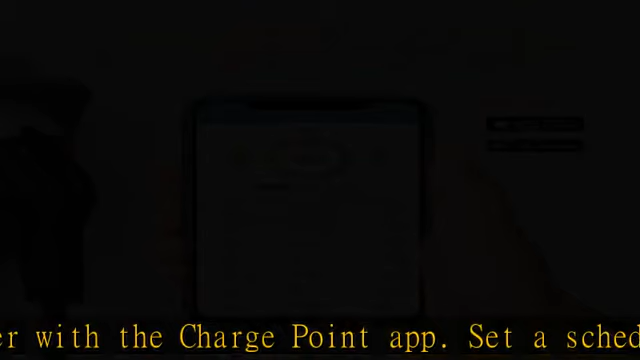 er with the Charge Point app. Set a sched